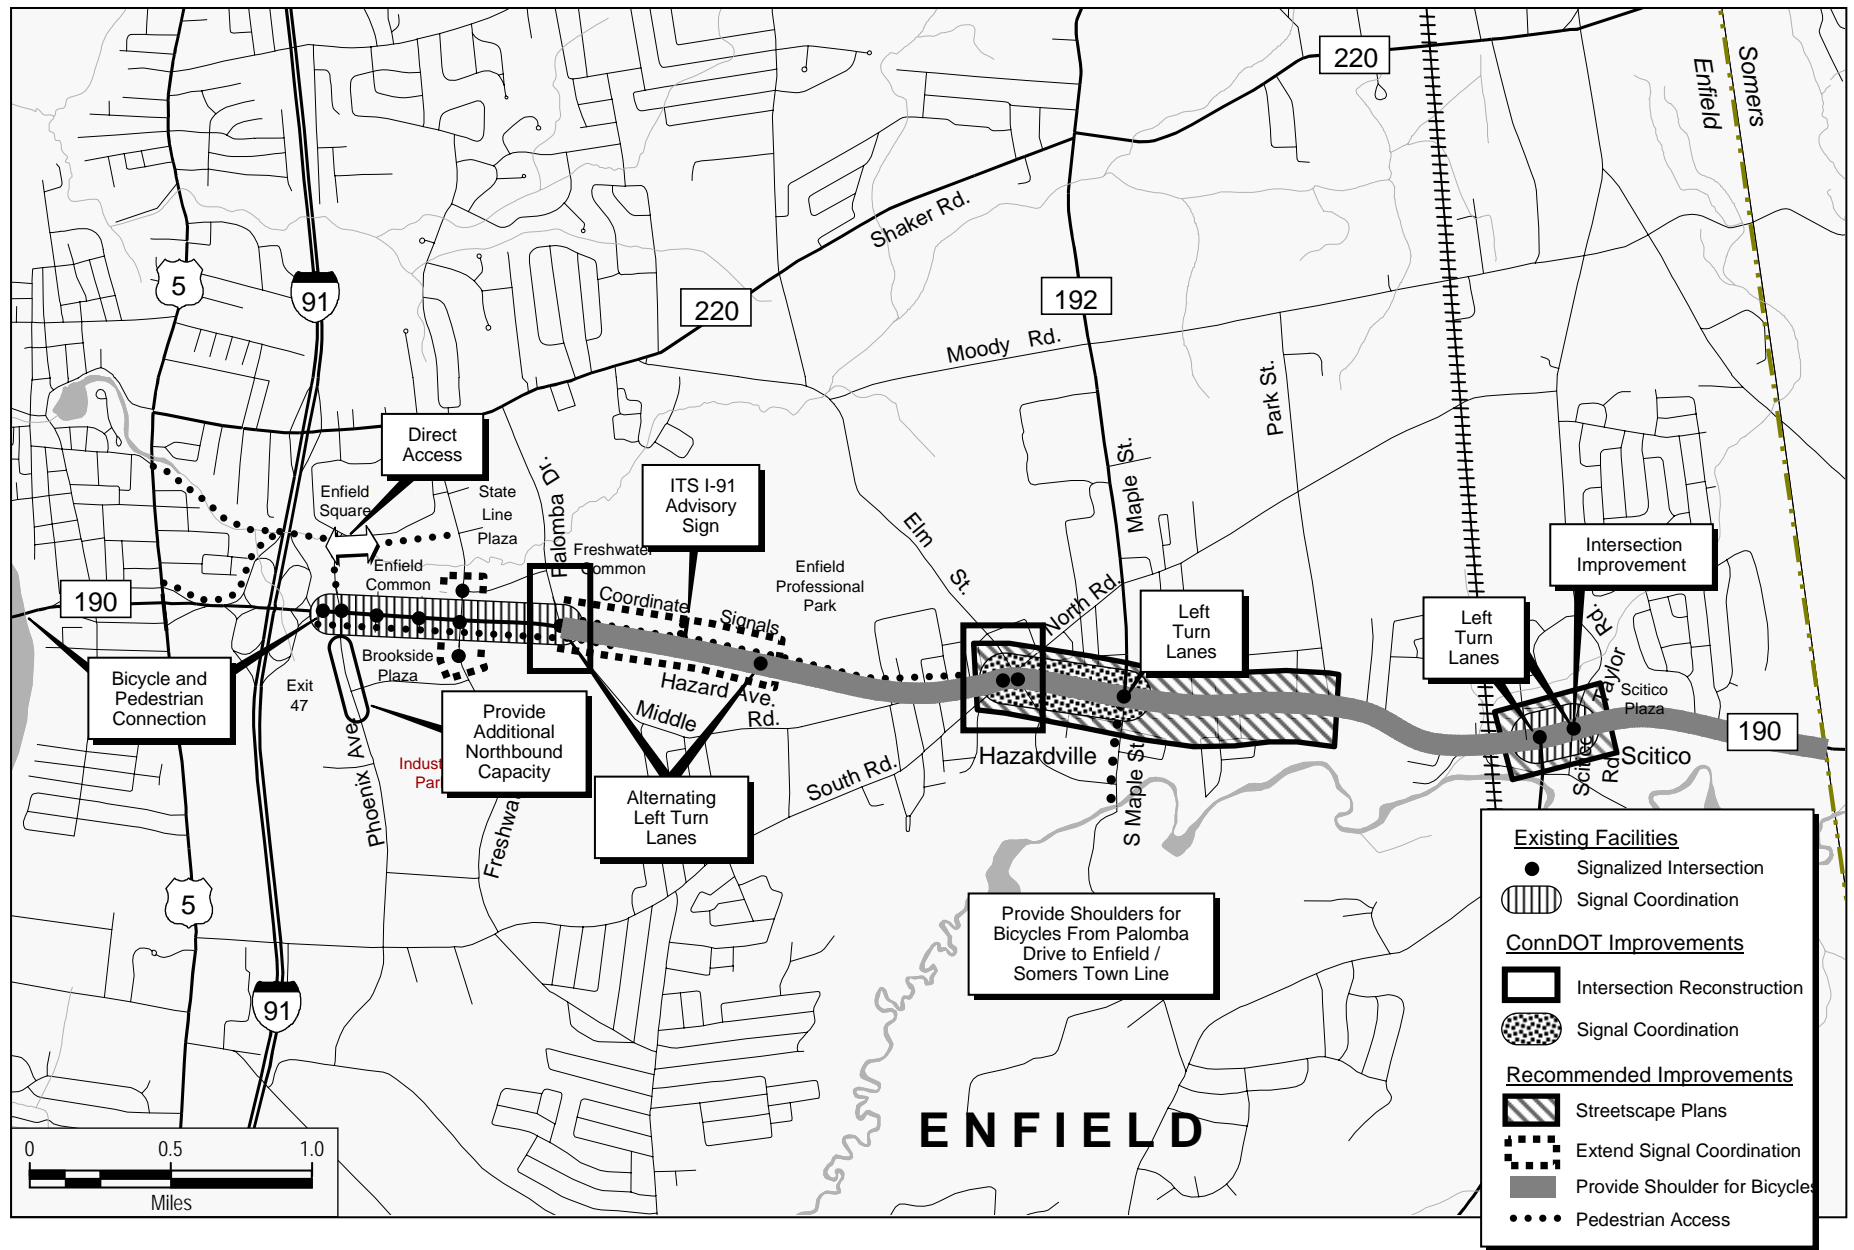 220
Somers
Enfield
Shaker Rd.
5
91
220
192
Moody Rd.
Park St.
Direct
Access
Palomba Dr.
ITS I-91
Advisory
Sign
Maple St.
Enfield
Square
State
Line
Plaza
Elm St.
Freshwater
Common
Enfield
Common
Enfield
Professional
Park
Intersection
Improvement
190
Coordinate Signals
North Rd.
Left
Turn
Lanes
Left
Turn
Lanes
Taylor Rd.
Bicycle and
Pedestrian
Connection
Brookside
Plaza
Exit
47
Hazard Ave.
Middle Rd.
Scitico
Plaza
190
Provide
Additional
Northbound
Capacity
Phoenix Ave.
Indust
Par
Hazardville
Scitico
Scitico Rd.
South Rd.
S Maple St.
Freshwa
Alternating
Left Turn
Lanes
5
91
Provide Shoulders for
Bicycles From Palomba
Drive to Enfield /
Somers Town Line
ENFIELD
0 0.5 1.0
Miles
Existing Facilities
Signalized Intersection
Signal Coordination
ConnDOT Improvements
Intersection Reconstruction
Signal Coordination
Recommended Improvements
Streetscape Plans
Extend Signal Coordination
Provide Shoulder for Bicycles
Pedestrian Access